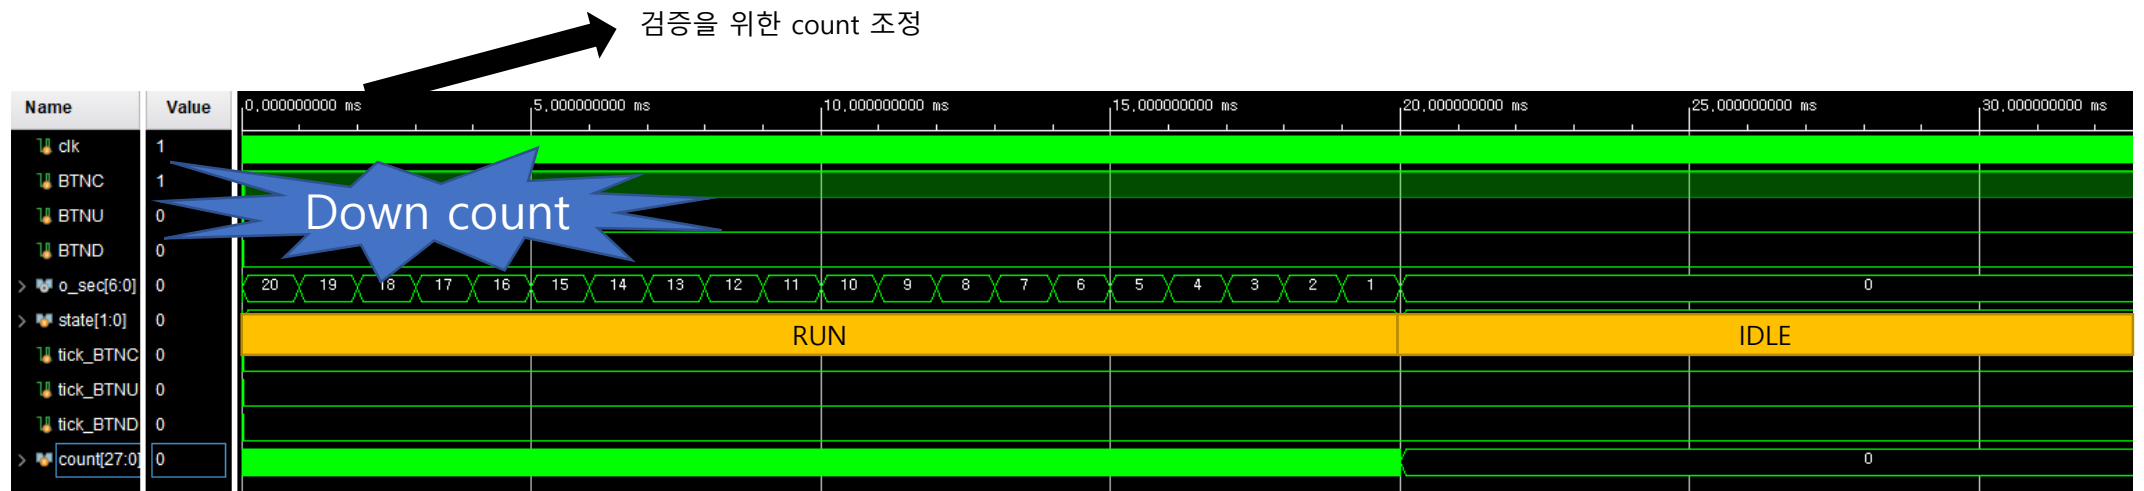 검증을 위한 count 조정
Name Value 0.000000000 ms 5.000000000 ms 10.000000000 ms 15.000000000 ms 20.000000000 ms 25.000000000 ms 30.000000000 ms
clk 1
BTNC 1
BTNU 0
Down count
BTND 0
o_sec[6:0] 0 20 19 18 17 16 15 14 13 12 11 10 9 8 7 6 5 4 3 2 1 0
state[1:0] 0
RUN IDLE
tick_BTNC 0
tick_BTNU 0
tick_BTND 0
count[27:0] 0 0